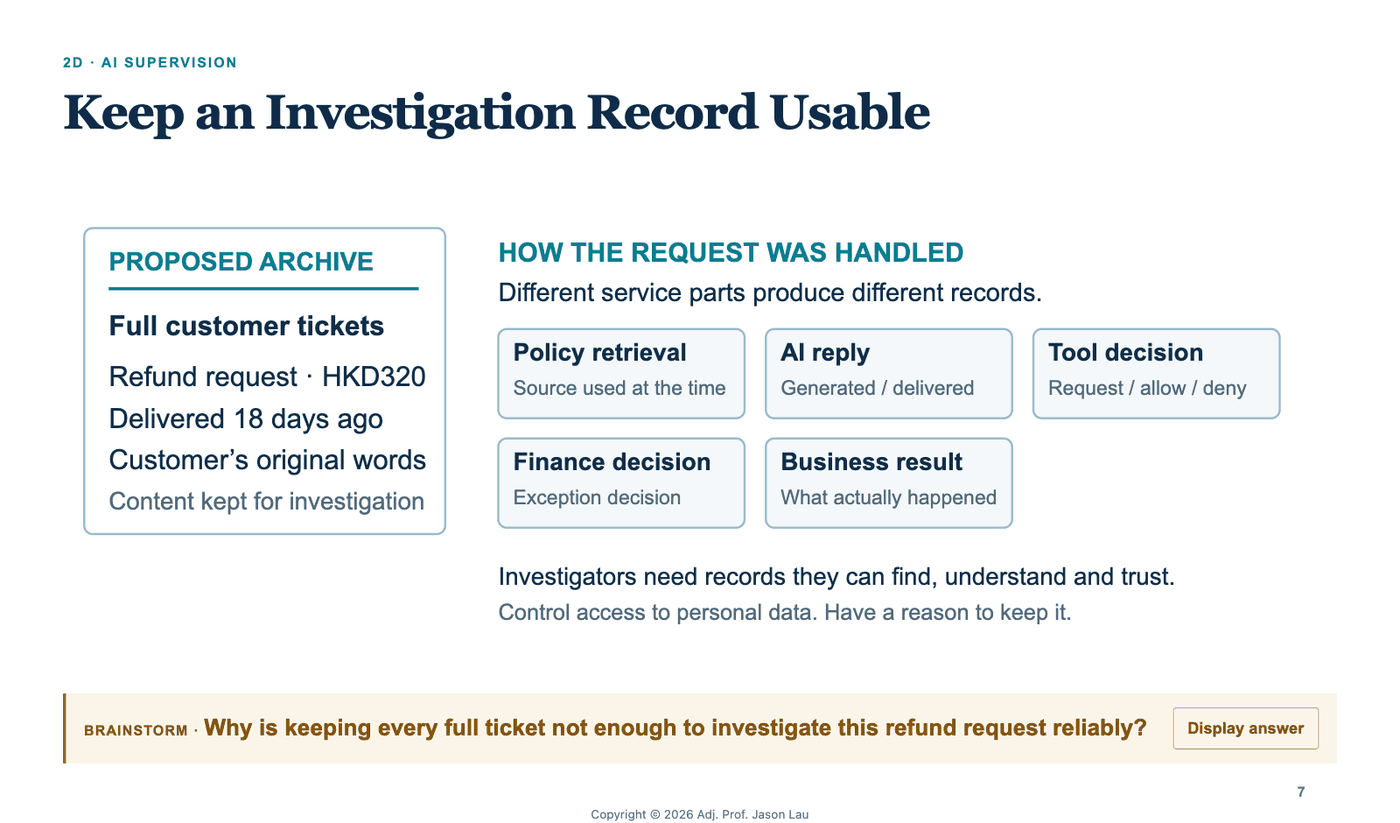 2D · AI SUPERVISION
Keep an Investigation Record Usable
PROPOSED ARCHIVE
Full customer tickets
Refund request · HKD320
Delivered 18 days ago
Customer’s original words
Content kept for investigation
HOW THE REQUEST WAS HANDLED
Different service parts produce different records.
Policy retrieval
Source used at the time
AI reply
Generated / delivered
Tool decision
Request / allow / deny
Finance decision
Exception decision
Business result
What actually happened
Investigators need records they can find, understand and trust.
Control access to personal data. Have a reason to keep it.
BRAINSTORM · Why is keeping every full ticket not enough to investigate this refund request reliably?
Display answer
7
Copyright © 2026 Adj. Prof. Jason Lau